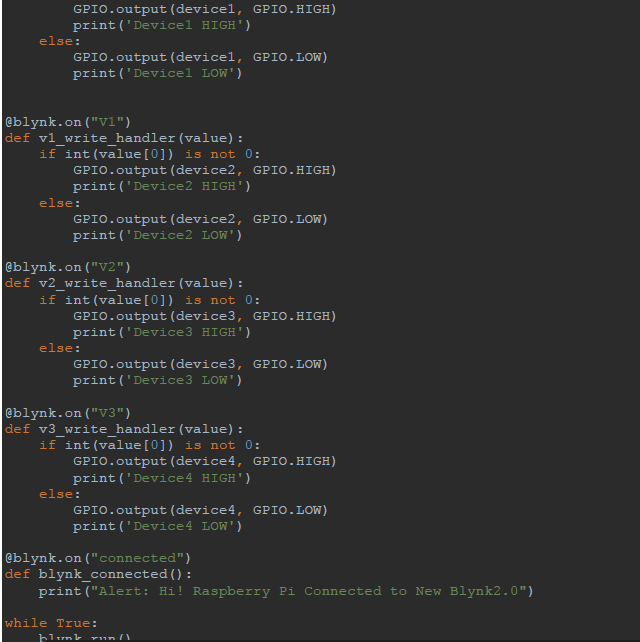 GPIO.output(device1, GPIO.HIGH)
        print('Device1 HIGH')
    else:
        GPIO.output(device1, GPIO.LOW)
        print('Device1 LOW')
@blynk.on("V1")
def v1_write_handler(value):
    if int(value[0]) is not 0:
        GPIO.output(device2, GPIO.HIGH)
        print('Device2 HIGH')
    else:
        GPIO.output(device2, GPIO.LOW)
        print('Device2 LOW')
@blynk.on("V2")
def v2_write_handler(value):
    if int(value[0]) is not 0:
        GPIO.output(device3, GPIO.HIGH)
        print('Device3 HIGH')
    else:
        GPIO.output(device3, GPIO.LOW)
        print('Device3 LOW')
@blynk.on("V3")
def v3_write_handler(value):
    if int(value[0]) is not 0:
        GPIO.output(device4, GPIO.HIGH)
        print('Device4 HIGH')
    else:
        GPIO.output(device4, GPIO.LOW)
        print('Device4 LOW')
@blynk.on("connected")
def blynk_connected():
    print("Alert: Hi! Raspberry Pi Connected to New Blynk2.0")
while True:
    blynk.run()